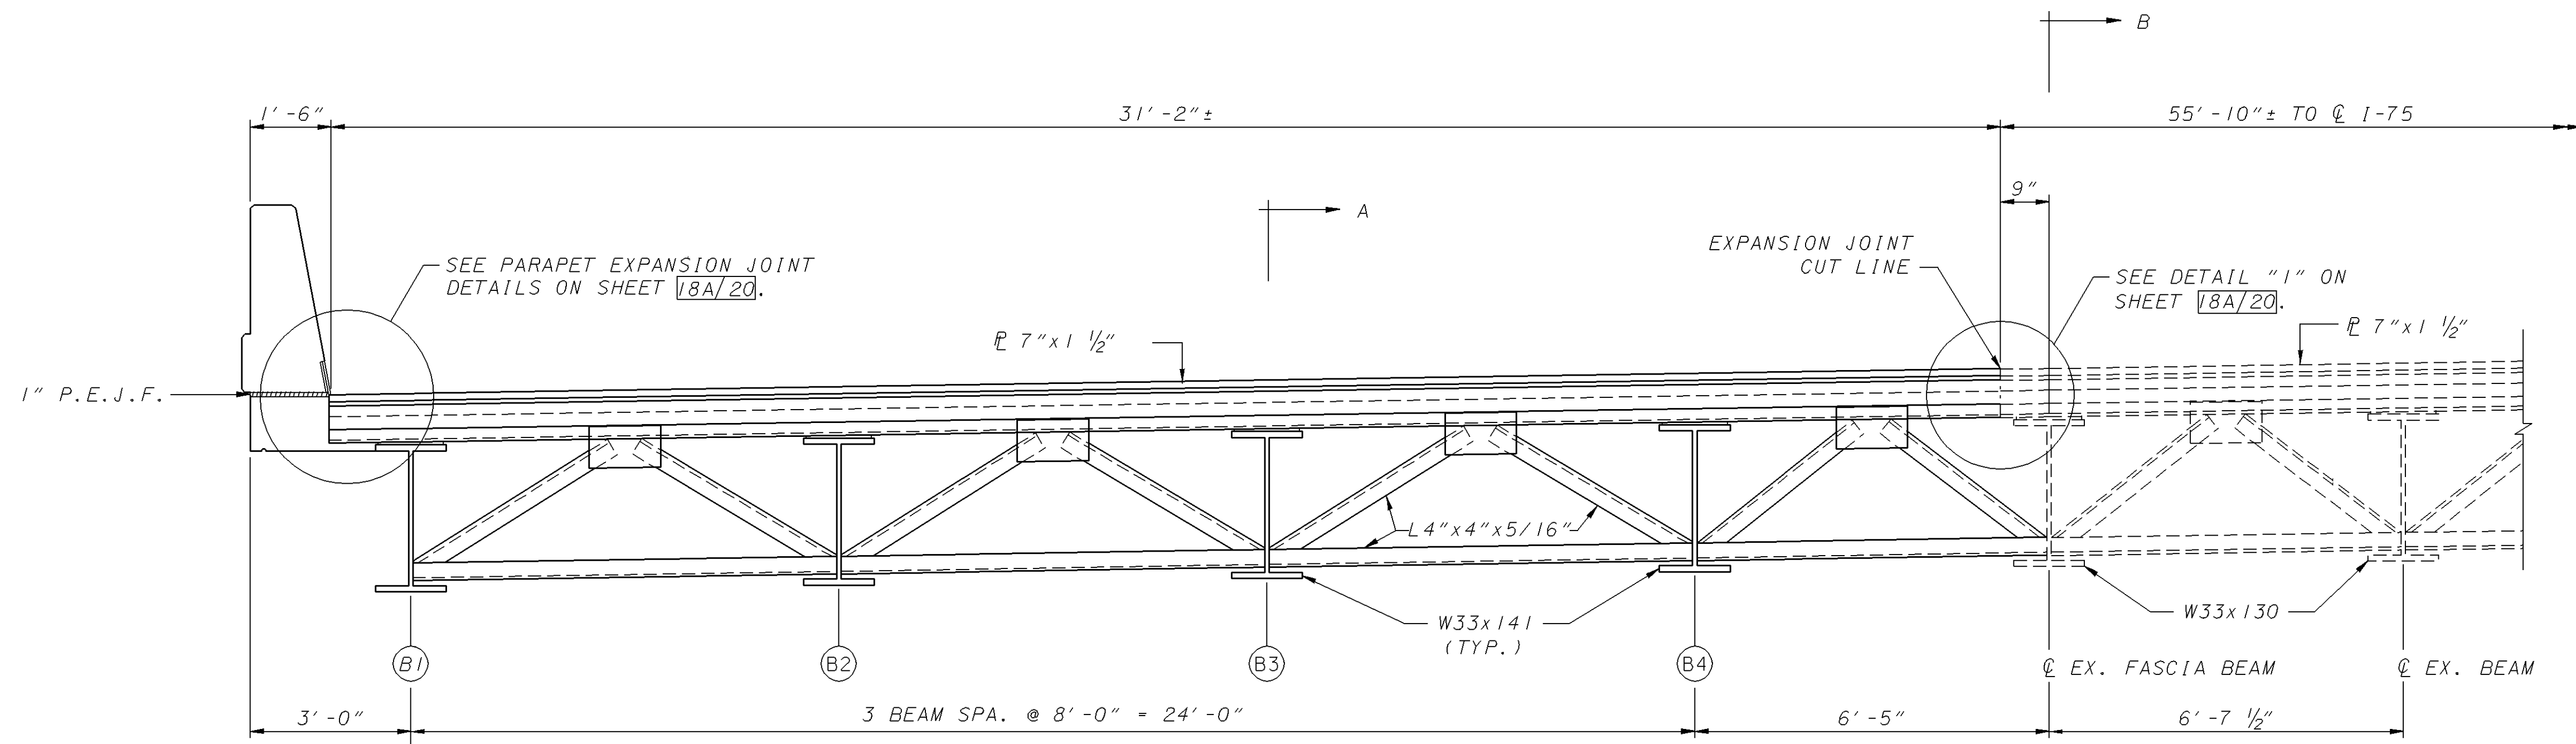 B
1'-6"
31'-2"±
55'-10"± TO ℄ I-75
9"
A
EXPANSION JOINT
CUT LINE
SEE PARAPET EXPANSION JOINT
DETAILS ON SHEET 18A/20.
SEE DETAIL "1" ON
SHEET 18A/20.
℄ 7"x1 ½"
℄ 7"x1 ½"
1" P.E.J.F.
L4"x4"x5/16"
W33x141
(TYP.)
W33x130
B1
B2
B3
B4
℄ EX. FASCIA BEAM
℄ EX. BEAM
3'-0"
3 BEAM SPA. @ 8'-0" = 24'-0"
6'-5"
6'-7 ½"